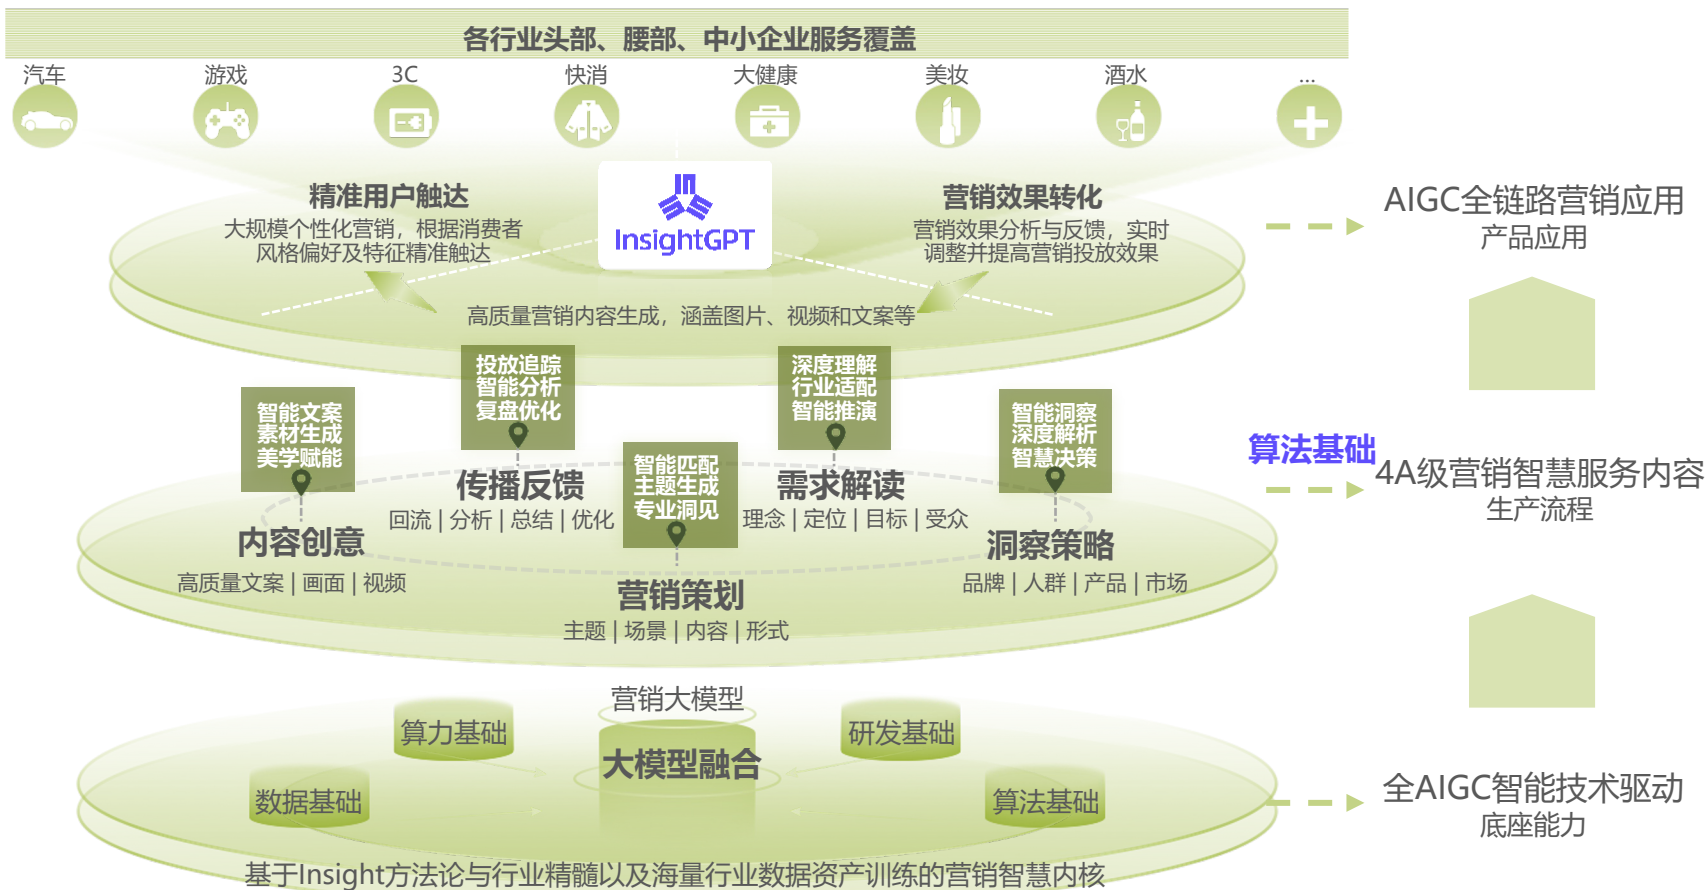 各行业头部、腰部、中小企业服务覆盖
汽车
游戏
3C
快消
大健康
美妆
酒水
...
精准用户触达
大规模个性化营销，根据消费者
风格偏好及特征精准触达
InsightGPT
营销效果转化
营销效果分析与反馈，实时
调整并提高营销投放效果
高质量营销内容生成，涵盖图片、视频和文案等
AIGC全链路营销应用
产品应用
智能文案
素材生成
美学赋能
内容创意
高质量文案 | 画面 | 视频
投放追踪
智能分析
复盘优化
传播反馈
回流 | 分析 | 总结 | 优化
智能匹配
主题生成
专业洞见
营销策划
主题 | 场景 | 内容 | 形式
深度理解
行业适配
智能推演
需求解读
理念 | 定位 | 目标 | 受众
智能洞察
深度解析
智慧决策
洞察策略
品牌 | 人群 | 产品 | 市场
算法基础
4A级营销智慧服务内容
生产流程
营销大模型
大模型融合
算力基础
研发基础
数据基础
算法基础
全AIGC智能技术驱动
底座能力
基于Insight方法论与行业精髓以及海量行业数据资产训练的营销智慧内核